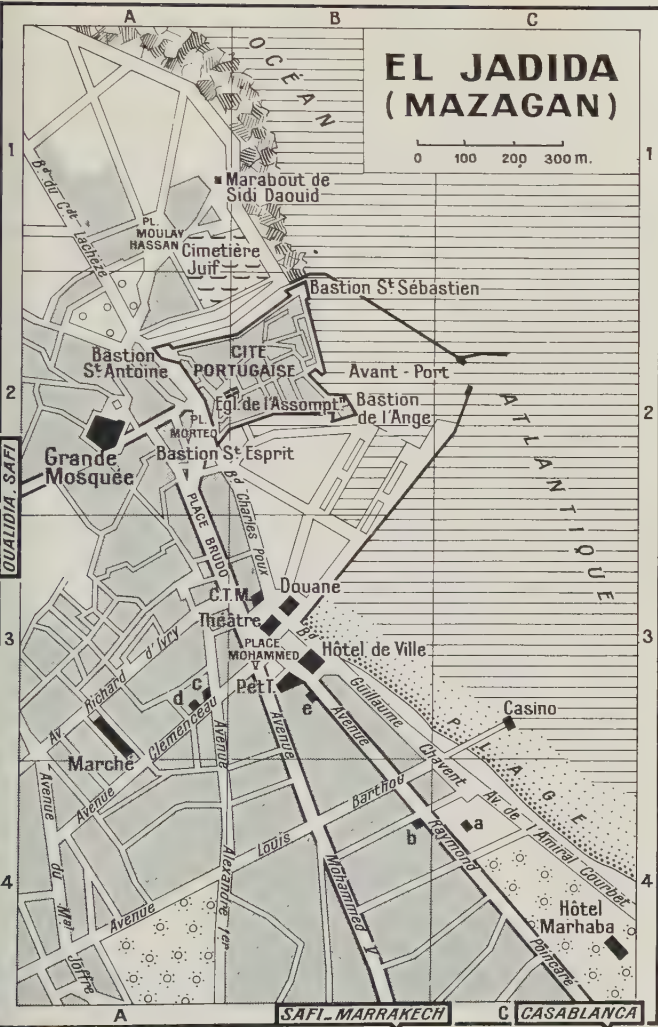 A
B
C
EL JADIDA
(MAZAGAN)
0 100 200 300 m.
OCÉAN
1
1
Marabout de
Sidi Daouid
Bd. du Cdt. Lachèze
PL.
MOULAY
HASSAN
Cimetière
Juif
Bastion St Sébastien
Bastion
St Antoine
CITE
PORTUGAISE
Avant-Port
2
2
Egl. de l'Assompt.n
Bastion
de l'Ange
PL.
MORTEO
Bastion St Esprit
Grande
Mosquée
OUALIDIA, SAFI
ATLANTIQUE
PLACE BRUDO
Bd Charles Poux
C.T.M.
Douane
Théâtre
3
3
PLACE
MOHAMMED
V
Hôtel de Ville
P. et T.
Av. Richard d'Ivry
d
c
e
Bd Guillaume Chavent
Casino
PLAGE
Marché
Avenue Clemenceau
Avenue Louis Barthou
Av. de l'Amiral Courbet
a
b
4
4
Avenue du Mal Joffre
Avenue Alexandre 1er
Avenue Mohammed V
Avenue Raymond Poincaré
Hôtel
Marhaba
A
SAFI_MARRAKECH
C
CASABLANCA